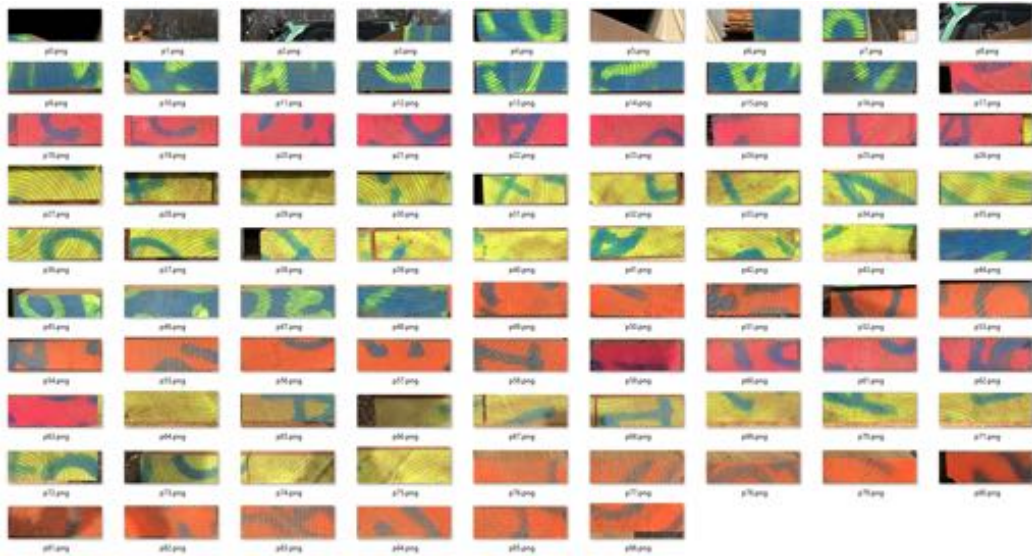 p0.png p1.png p2.png p3.png p4.png p5.png p6.png p7.png p8.png
p9.png p10.png p11.png p12.png p13.png p14.png p15.png p16.png p17.png
p18.png p19.png p20.png p21.png p22.png p23.png p24.png p25.png p26.png
p27.png p28.png p29.png p30.png p31.png p32.png p33.png p34.png p35.png
p36.png p37.png p38.png p39.png p40.png p41.png p42.png p43.png p44.png
p45.png p46.png p47.png p48.png p49.png p50.png p51.png p52.png p53.png
p54.png p55.png p56.png p57.png p58.png p59.png p60.png p61.png p62.png
p63.png p64.png p65.png p66.png p67.png p68.png p69.png p70.png p71.png
p72.png p73.png p74.png p75.png p76.png p77.png p78.png p79.png p80.png
p81.png p82.png p83.png p84.png p85.png p86.png